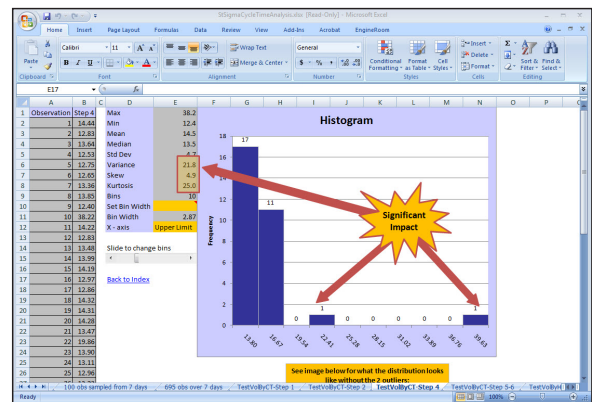 5tSigmaCycleTimeAnalysis.xlsx [Read-Only] - Microsoft Excel
Home Insert Page Layout Formulas Data Review View Add-Ins Acrobat EngineRoom
Paste Calibri 11 Wrap Text General Conditional Formatting Format as Table Cell Styles Insert Delete Format Sort & Filter Find & Select
B I U Merge & Center $ % ,
Clipboard Font Alignment Number Styles Cells Editing
E17 fx
A B C D E F G H I J K L M N O P
1 Observation Step 4 Max 38.2
2 1 14.44 Min 12.4
3 2 12.83 Mean 14.5
4 3 13.64 Median 13.5
5 4 12.53 Std Dev 4.7
6 5 12.75 Variance 21.8
7 6 12.65 Skew 4.9
8 7 13.36 Kurtosis 25.0
9 8 13.85 Bins 10
10 9 12.40 Set Bin Width
11 10 38.22 Bin Width 2.87
12 11 14.22 X - axis Upper Limit
13 12 12.83
14 13 13.48 Slide to change bins
15 14 13.99
16 15 14.19
17 16 12.97 Back to Index
18 17 12.86
19 18 14.32
20 19 14.31
21 20 14.28
22 21 13.47
23 22 19.86
24 23 13.90
25 24 13.11
26 25 12.96
Histogram
Frequency
18
16
14
12
10
8
6
4
2
0
17 11 0 1 0 0 0 0 0 1
13.80 16.67 19.54 22.41 25.28 28.15 31.02 33.89 36.76 39.63
Significant
Impact
See image below for what the distribution looks
like without the 2 outliers:
100 obs sampled from 7 days 695 obs over 7 days TestVolByCT-Step 1 TestVolByCT-Step 2 TestVolByCT-Step 4 TestVolByCT-Step 5-6 TestVolByH
Ready 100%